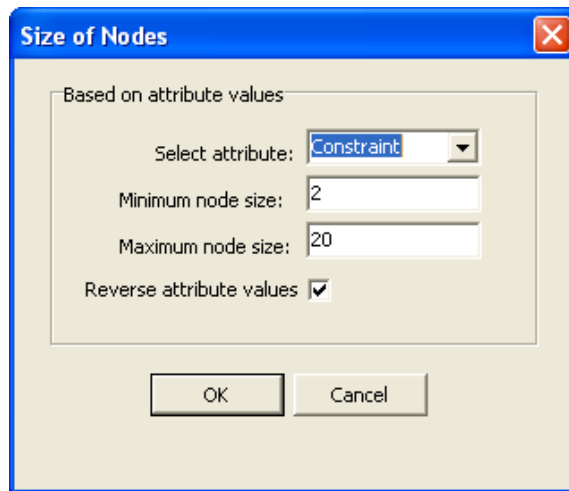 Size of Nodes
Based on attribute values
Select attribute: Constraint
Minimum node size: 2
Maximum node size: 20
Reverse attribute values
OK Cancel